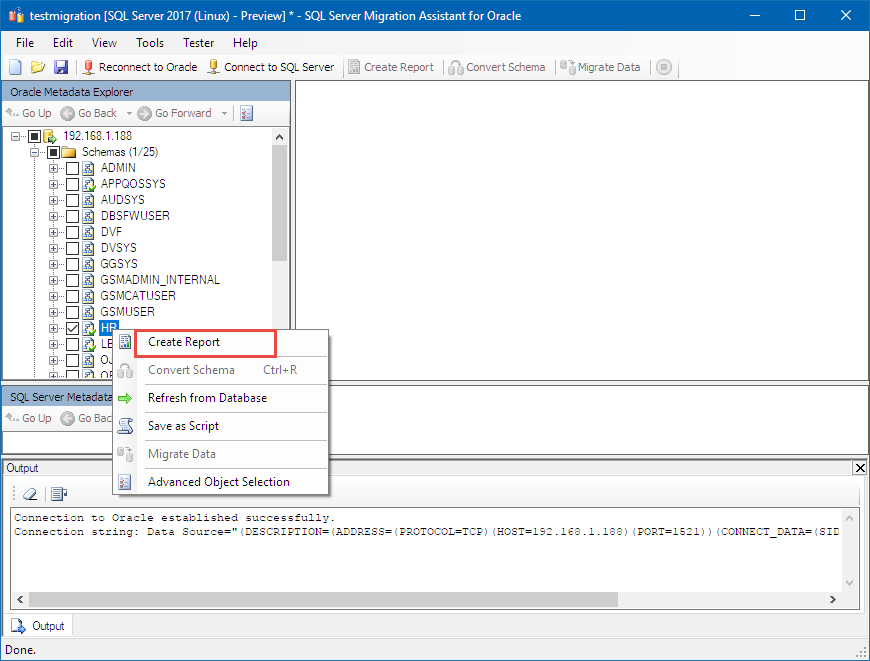 testmigration [SQL Server 2017 (Linux) - Preview] * - SQL Server Migration Assistant for Oracle
File Edit View Tools Tester Help
Reconnect to Oracle Connect to SQL Server Create Report Convert Schema Migrate Data
Oracle Metadata Explorer
Go Up Go Back Go Forward
192.168.1.188
Schemas (1/25)
ADMIN
APPQOSSYS
AUDSYS
DBSFWUSER
DVF
DVSYS
GGSYS
GSMADMIN_INTERNAL
GSMCATUSER
GSMUSER
HR
Create Report
Convert Schema Ctrl+R
Refresh from Database
Save as Script
Migrate Data
Advanced Object Selection
SQL Server Metadata
Go Up Go Bac
Output
Connection to Oracle established successfully.
Connection string: Data Source="(DESCRIPTION=(ADDRESS=(PROTOCOL=TCP)(HOST=192.168.1.188)(PORT=1521))(CONNECT_DATA=(SID
Output
Done.